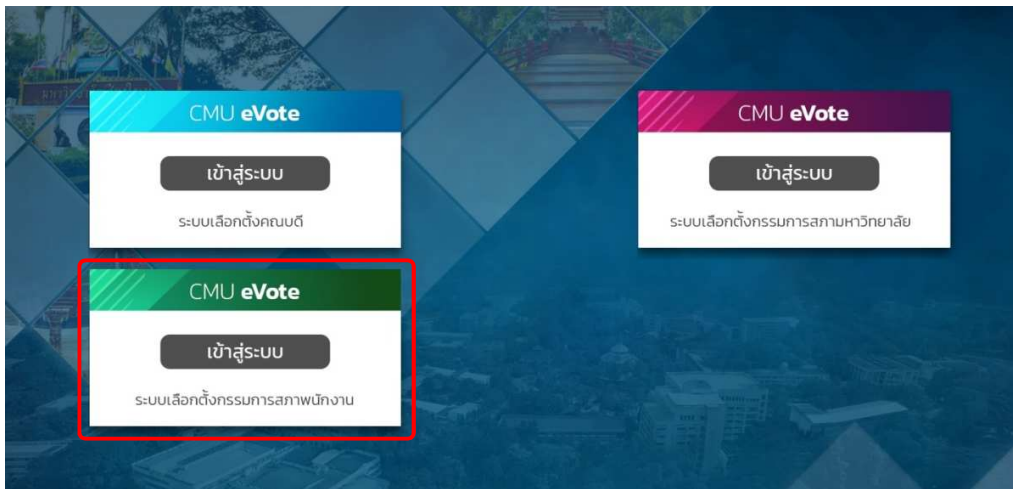 CMU eVote
เข้าสู่ระบบ
ระบบเลือกตั้งคณบดี
CMU eVote
เข้าสู่ระบบ
ระบบเลือกตั้งกรรมการสภามหาวิทยาลัย
CMU eVote
เข้าสู่ระบบ
ระบบเลือกตั้งกรรมการสภาพนักงาน